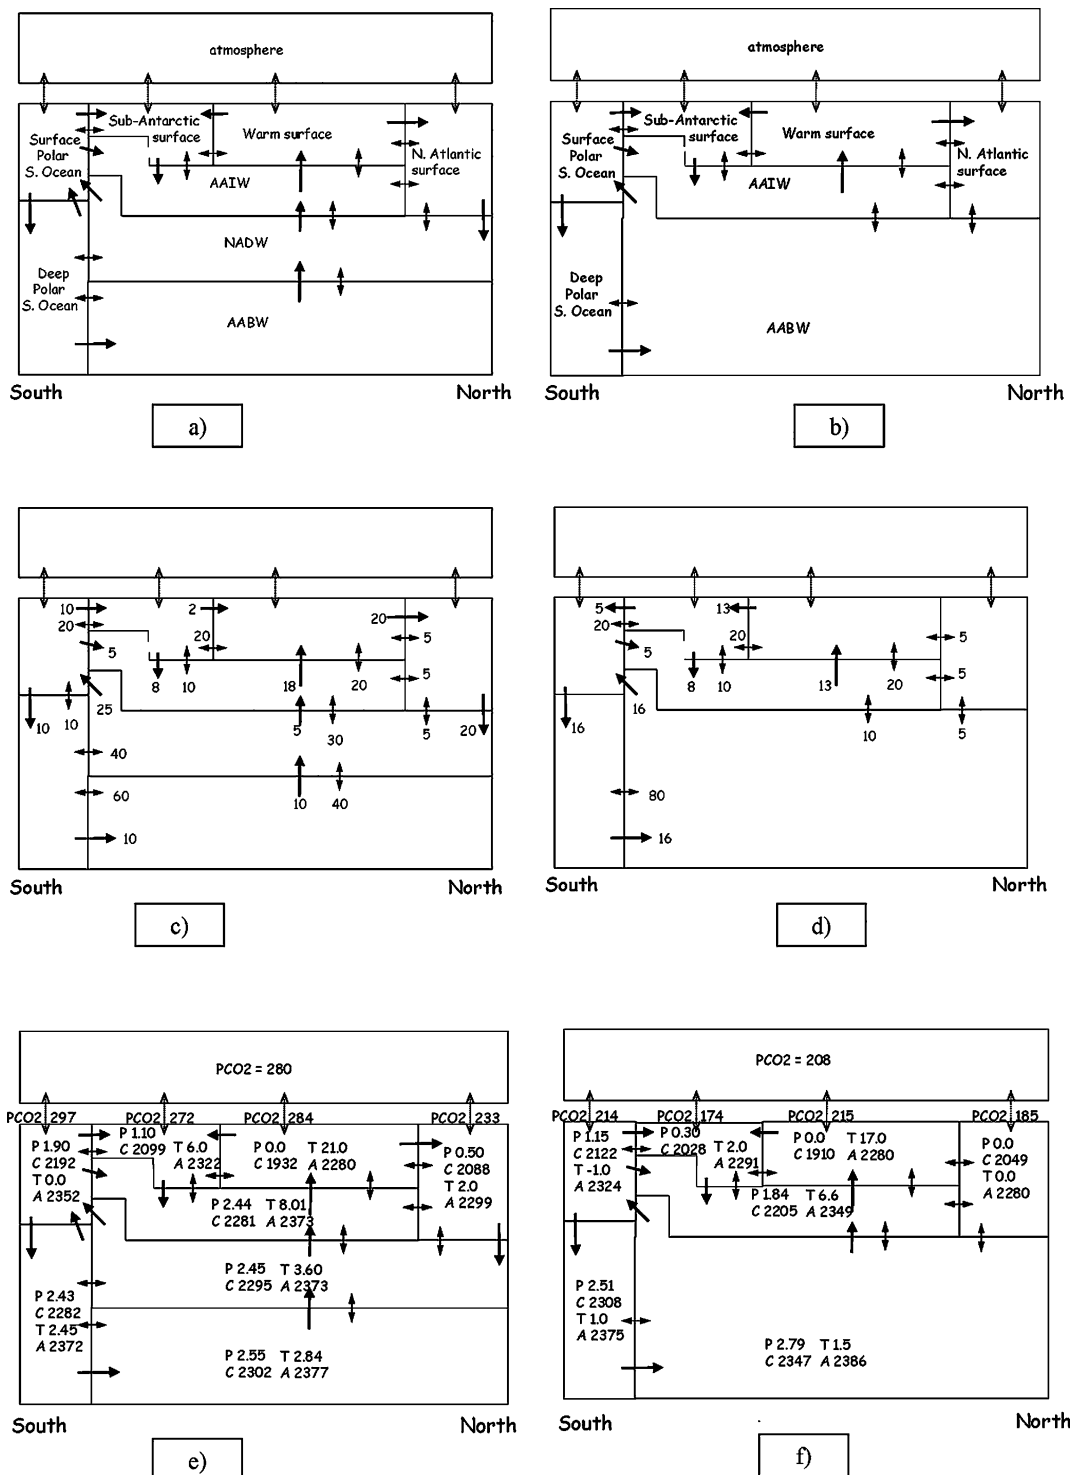 atmosphere
Surface
Polar
S. Ocean
Sub-Antarctic
surface
Warm surface
N. Atlantic
surface
AAIW
NADW
Deep
Polar
S. Ocean
AABW
South
North
a)
atmosphere
Surface
Polar
S. Ocean
Sub-Antarctic
surface
Warm surface
N. Atlantic
surface
AAIW
Deep
Polar
S. Ocean
AABW
South
North
b)
10
2
20
20
20
5
5
5
8
10
18
20
10
10
25
5
30
5
20
40
60
10
40
10
South
North
c)
5
13
20
20
5
5
5
8
10
13
20
16
16
10
5
80
16
South
North
d)
PCO2 = 280
PCO2 297
PCO2 272
PCO2 284
PCO2 233
P 1.90
C 2192
T 0.0
A 2352
P 1.10
C 2099
T 6.0
A 2322
P 0.0
C 1932
T 21.0
A 2280
P 0.50
C 2088
T 2.0
A 2299
P 2.44
C 2281
T 8.01
A 2373
P 2.45
C 2295
T 3.60
A 2373
P 2.43
C 2282
T 2.45
A 2372
P 2.55
C 2302
T 2.84
A 2377
South
North
e)
PCO2 = 208
PCO2 214
PCO2 174
PCO2 215
PCO2 185
P 1.15
C 2122
T -1.0
A 2324
P 0.30
C 2028
T 2.0
A 2291
P 0.0
C 1910
T 17.0
A 2280
P 0.0
C 2049
T 0.0
A 2280
P 1.84
C 2205
T 6.6
A 2349
P 2.51
C 2308
T 1.0
A 2375
P 2.79
C 2347
T 1.5
A 2386
South
North
f)